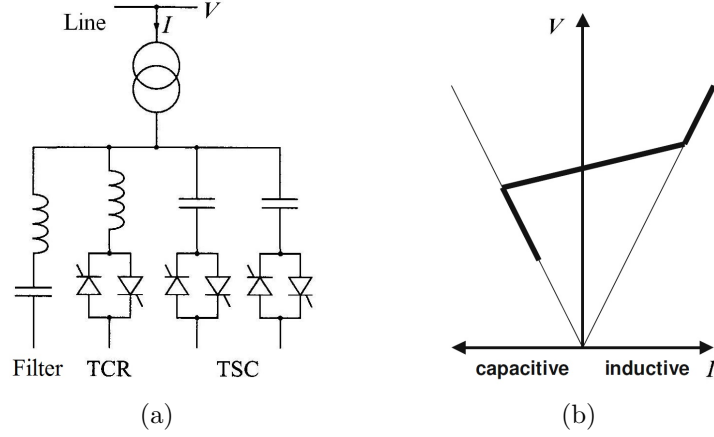 Line
V
I
Filter
TCR
TSC
(a)
V
capacitive
inductive
I
(b)